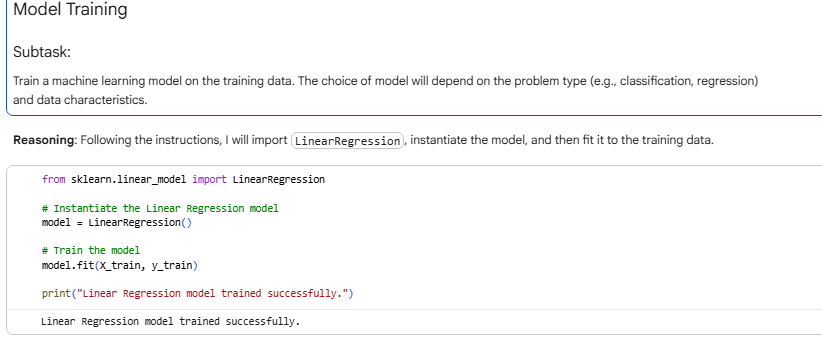 Model Training
Subtask:
Train a machine learning model on the training data. The choice of model will depend on the problem type (e.g., classification, regression)
and data characteristics.
Reasoning: Following the instructions, I will import LinearRegression, instantiate the model, and then fit it to the training data.
from sklearn.linear_model import LinearRegression
# Instantiate the Linear Regression model
model = LinearRegression()
# Train the model
model.fit(X_train, y_train)
print("Linear Regression model trained successfully.")
Linear Regression model trained successfully.